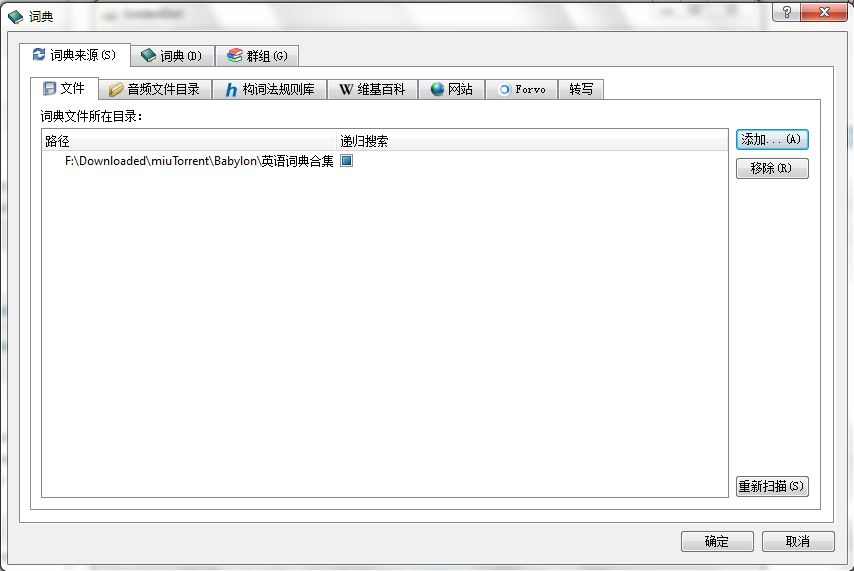 词典
词典来源(S) 词典(D) 群组(G)
文件 音频文件目录 构词法规则库 维基百科 网站 Forvo 转写
词典文件所在目录：
路径 递归搜索
F:\Downloaded\miuTorrent\Babylon\英语词典合集
添加...(A)
移除(R)
重新扫描(S)
确定 取消